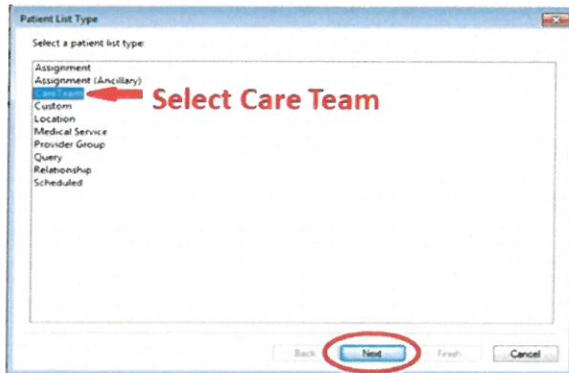 Patient List Type
Select a patient list type:
Assignment
Assignment (Ancillary)
CareTeam
Select Care Team
Custom
Location
Medical Service
Provider Group
Query
Relationship
Scheduled
Back Next Finish Cancel